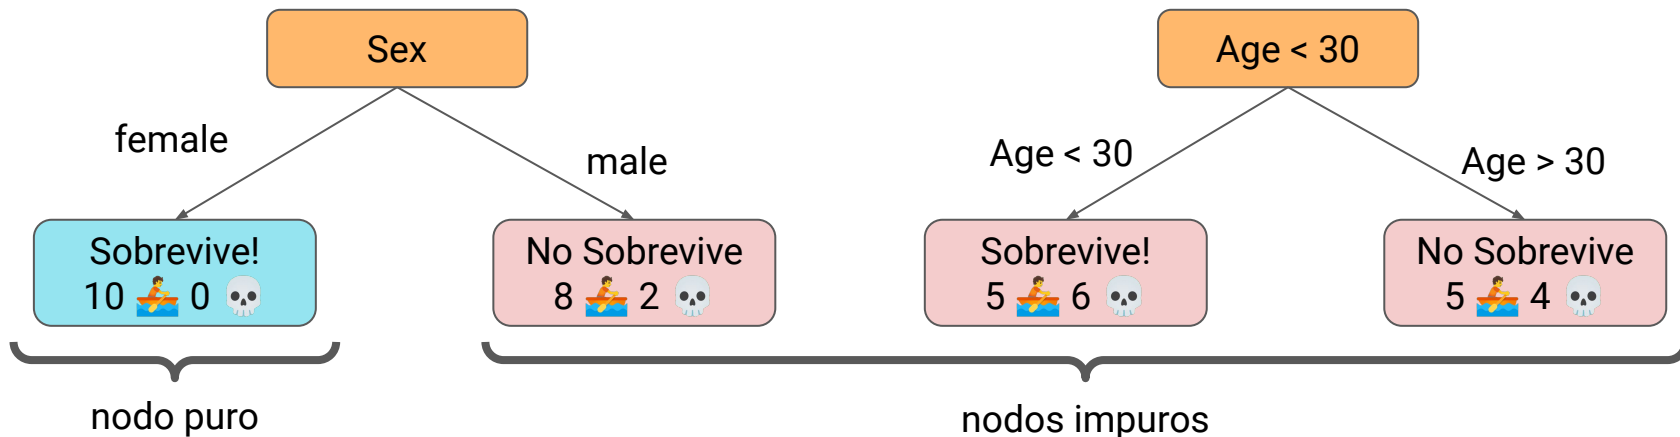 Sex
Age < 30
female
male
Age < 30
Age > 30
Sobrevive!
10 🚣 0 💀
No Sobrevive
8 🚣 2 💀
Sobrevive!
5 🚣 6 💀
No Sobrevive
5 🚣 4 💀
nodo puro
nodos impuros